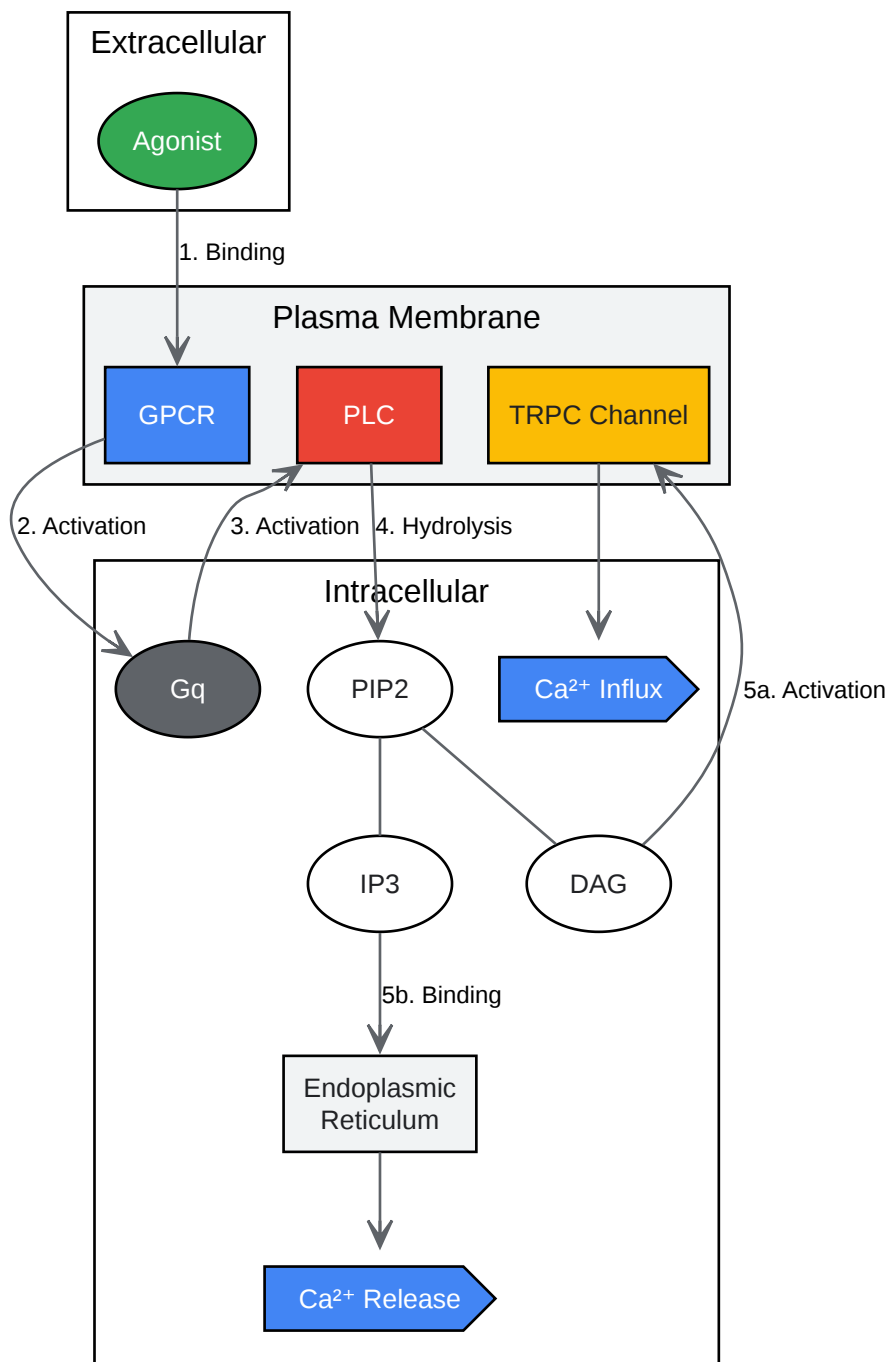 Extracellular
Agonist
1. Binding
Plasma Membrane
GPCR
PLC
TRPC Channel
2. Activation
3. Activation
4. Hydrolysis
Intracellular
Gq
PIP2
Ca²⁺ Influx
5a. Activation
IP3
DAG
5b. Binding
Endoplasmic
Reticulum
Ca²⁺ Release